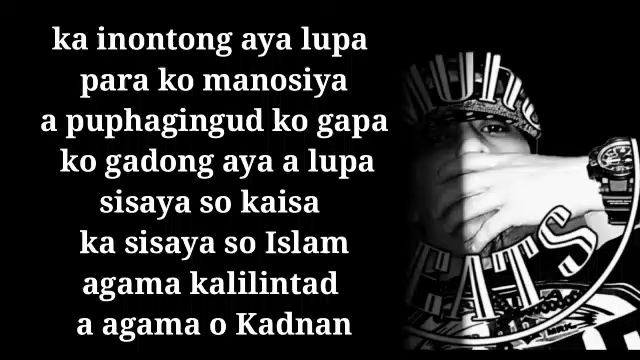 ka inontong aya lupa
para ko manosiya
a puphagingud ko gapa
ko gadong aya a lupa
sisaya so kaisa
ka sisaya so Islam
agama kalilintad
a agama o Kadnan